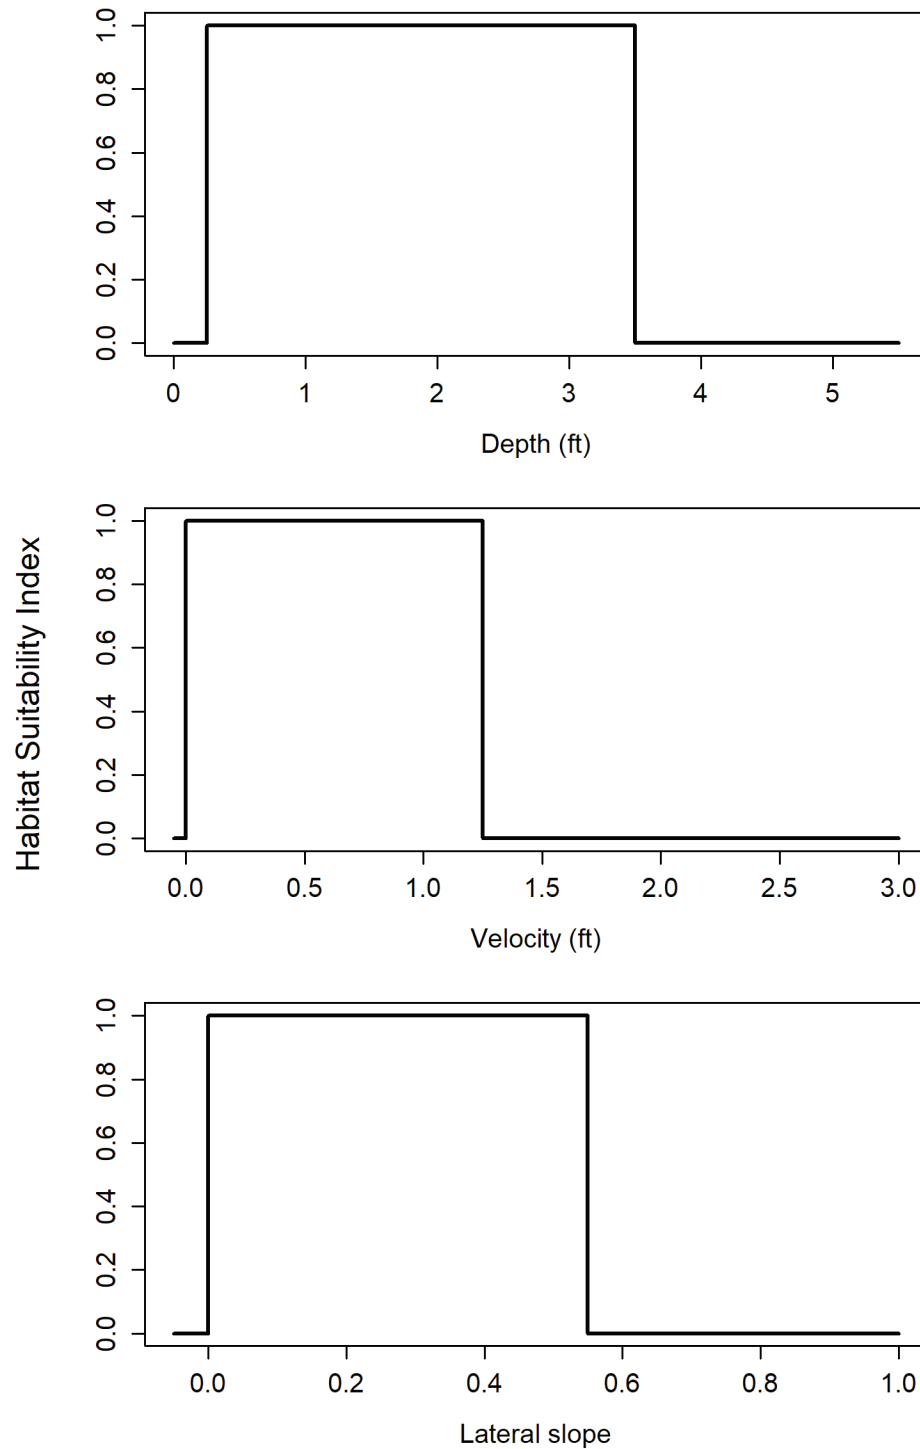 Habitat Suitability Index
1.0
0.8
0.6
0.4
0.2
0.0
0 1 2 3 4 5
Depth (ft)
1.0
0.8
0.6
0.4
0.2
0.0
0.0 0.5 1.0 1.5 2.0 2.5 3.0
Velocity (ft)
1.0
0.8
0.6
0.4
0.2
0.0
0.0 0.2 0.4 0.6 0.8 1.0
Lateral slope